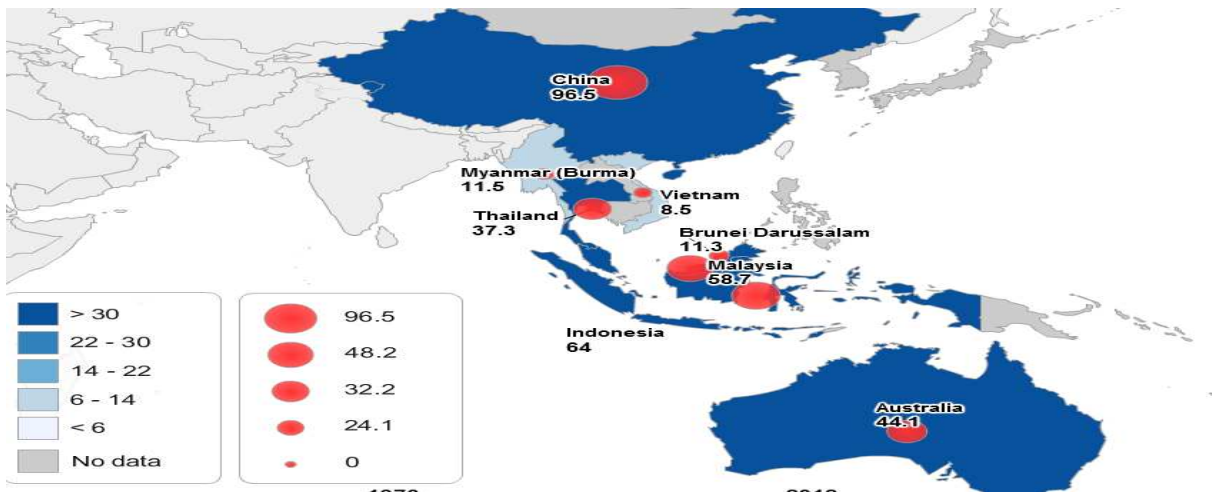 China
96.5
Myanmar (Burma)
11.5
Vietnam
8.5
Thailand
37.3
Brunei Darussalam
11.3
Malaysia
58.7
Indonesia
64
Australia
44.1
> 30
22 - 30
14 - 22
6 - 14
< 6
No data
96.5
48.2
32.2
24.1
0